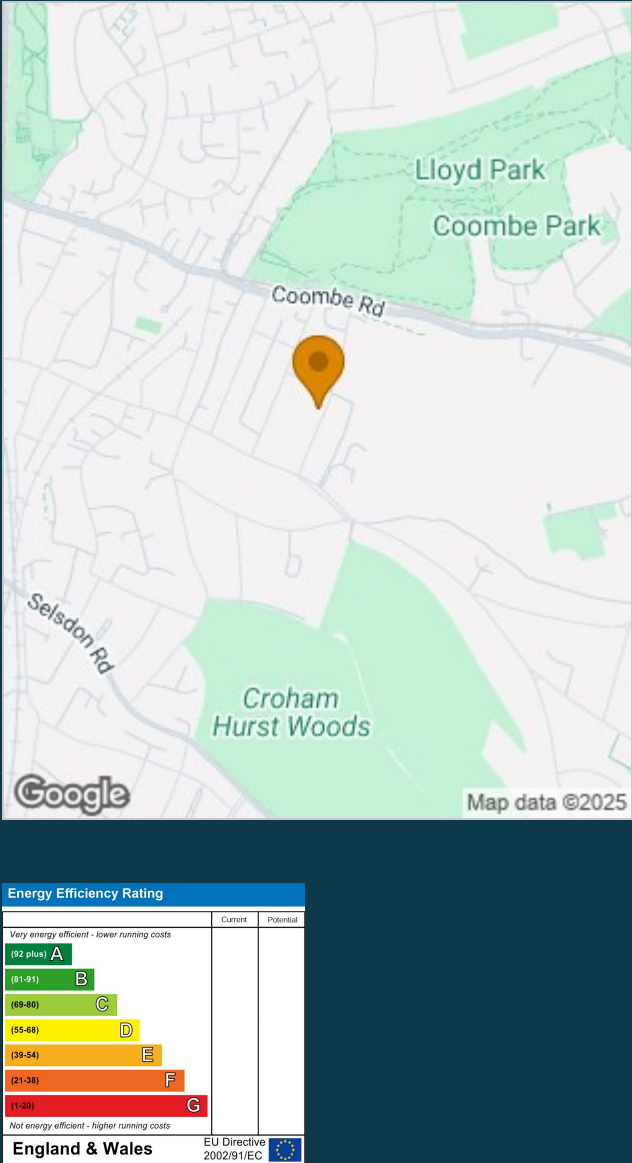 Lloyd Park
Coombe Park
Coombe Rd
Selsdon Rd
Croham
Hurst Woods
Google
Map data ©2025
Energy Efficiency Rating
Current Potential
Very energy efficient - lower running costs
(92 plus) A
(81-91) B
(69-80) C
(55-68) D
(39-54) E
(21-38) F
(1-20) G
Not energy efficient - higher running costs
England & Wales
EU Directive
2002/91/EC